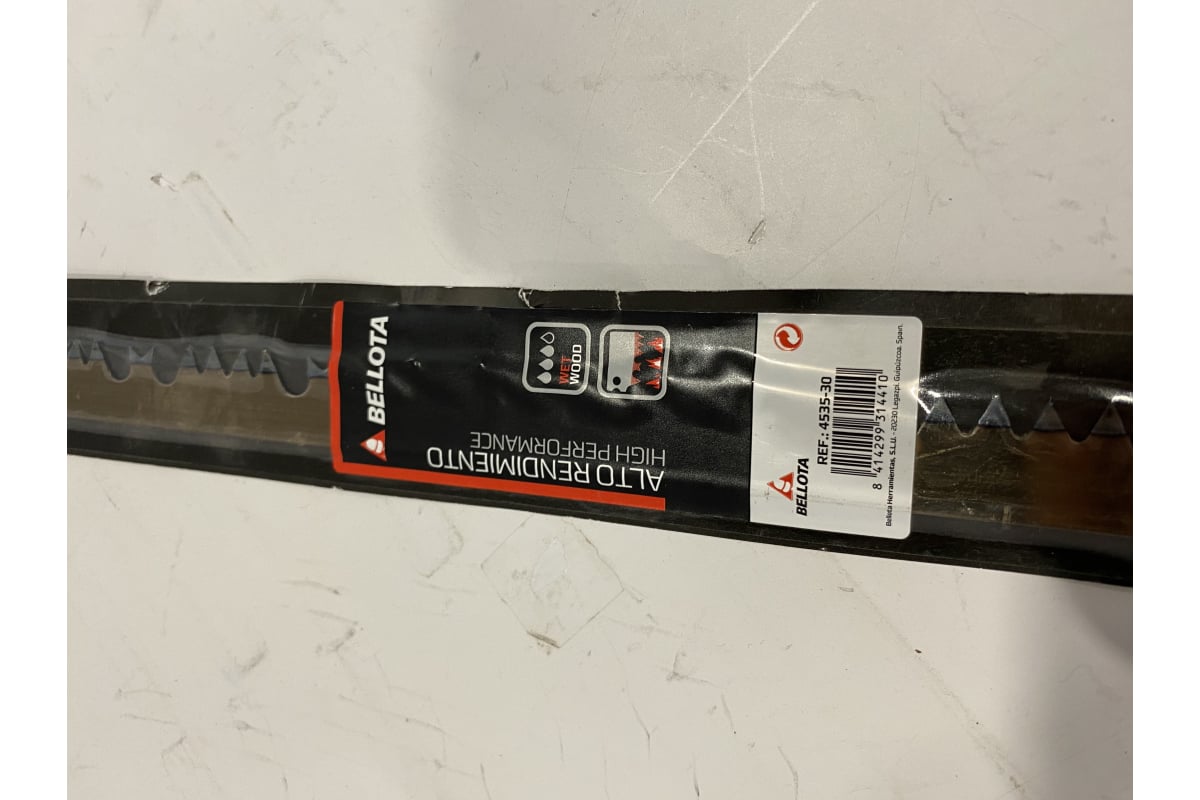 BELLOTA
WET
WOOD
ALTO RENDIMIENTO
HIGH PERFORMANCE
BELLOTA
REF.: 4535-30
8 414299 314410
Bellota Herramientas, S.L.U. - 20230 Legazpi. Guipúzcoa. Spain.